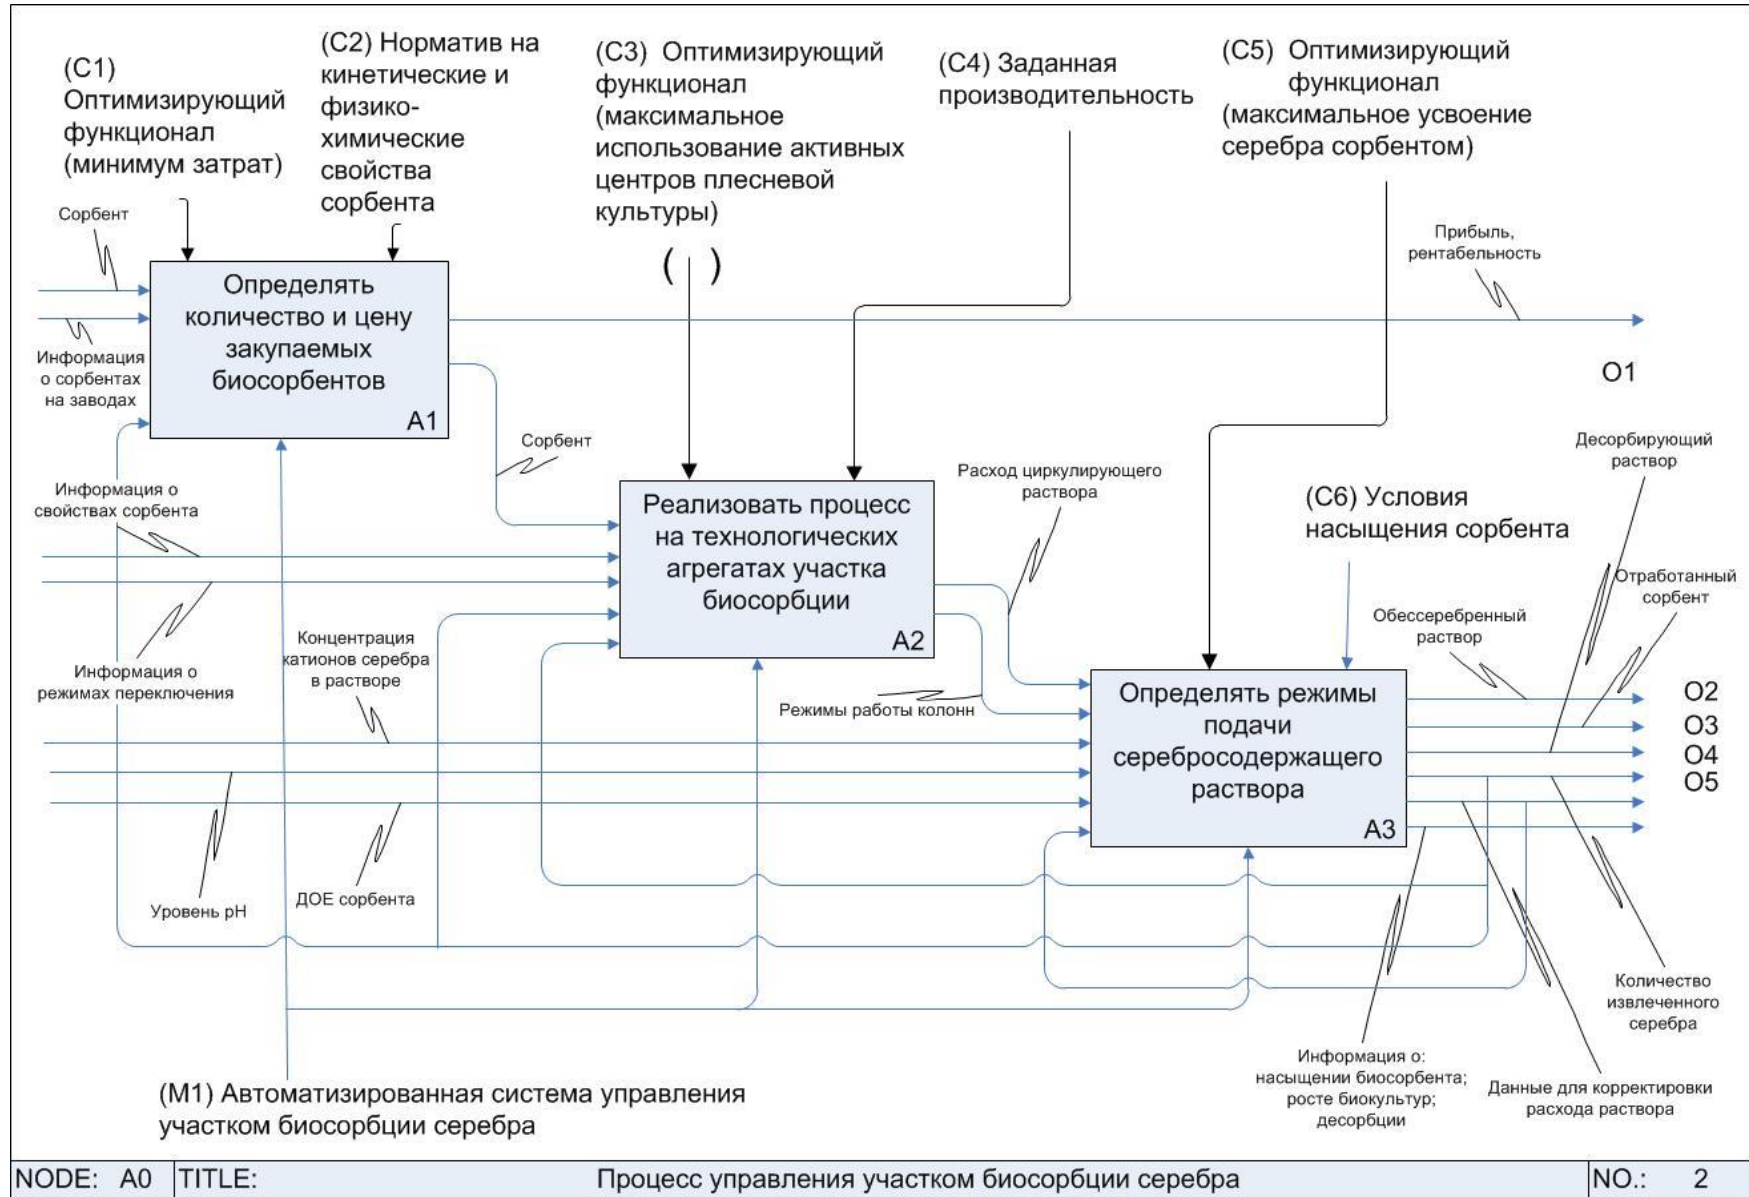 (C1)
Оптимизирующий
функционал
(минимум затрат)
(C2) Норматив на
кинетические и
физико-
химические
свойства
сорбента
(C3) Оптимизирующий
функционал
(максимальное
использование активных
центров плесневой
культуры)
( )
(C4) Заданная
производительность
(C5) Оптимизирующий
функционал
(максимальное усвоение
серебра сорбентом)
Сорбент
Прибыль,
рентабельность
Определять
количество и цену
закупаемых
биосорбентов
A1
Информация
о сорбентах
на заводах
O1
Сорбент
Информация о
свойствах сорбента
Реализовать процесс
на технологических
агрегатах участка
биосорбции
A2
Расход циркулирующего
раствора
(C6) Условия
насыщения сорбента
Десорбирующий
раствор
Отработанный
сорбент
Обессеребренный
раствор
Информация о
режимах переключения
Концентрация
катионов серебра
в растворе
Режимы работы колонн
Определять режимы
подачи
серебросодержащего
раствора
A3
O2
O3
O4
O5
Уровень pH
ДОЕ сорбента
Количество
извлеченного
серебра
Информация о:
насыщении биосорбента;
росте биокультур;
десорбции
Данные для корректировки
расхода раствора
(M1) Автоматизированная система управления
участком биосорбции серебра
NODE: A0 TITLE: Процесс управления участком биосорбции серебра NO.: 2